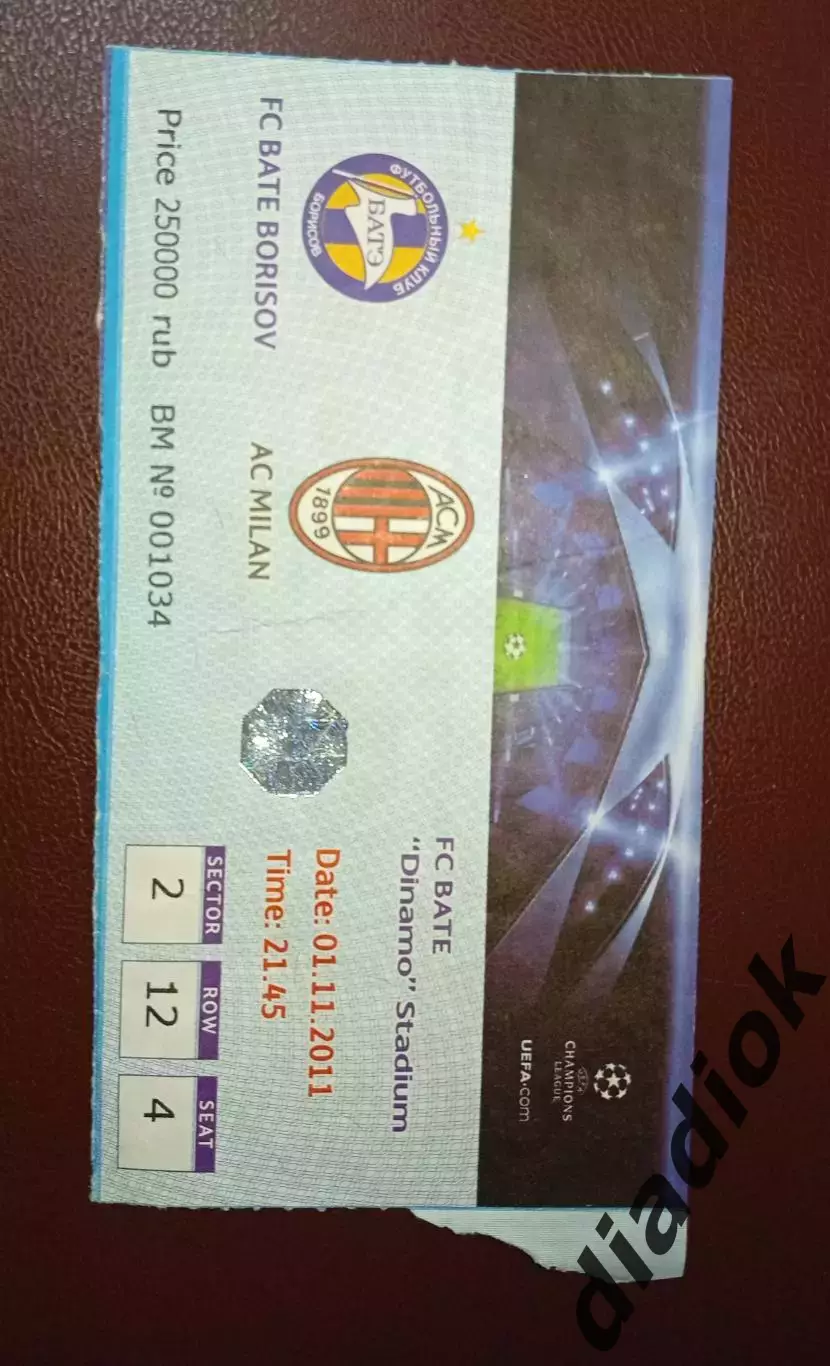 CHAMPIONS
LEAGUE
UEFA.com
ФУТБОЛЬНЫЙ КЛУБ
БАТЭ
БОРИСОВ
ACM
1899
FC BATE BORISOV
AC MILAN
FC BATE
"Dinamo" Stadium
Date: 01.11.2011
Time: 21.45
Price 250000 rub BM № 001034
SECTOR
2
ROW
12
SEAT
4
diadiok